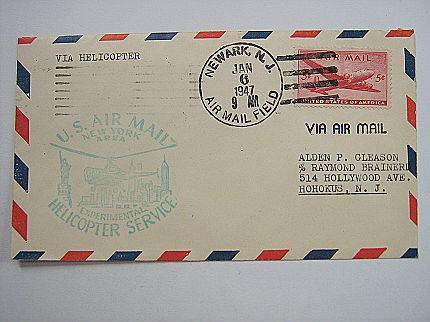 VIA HELICOPTER
NEWARK, N.J.
JAN
6
1947
9 AM
AIR MAIL FIELD
AIR MAIL
5¢
UNITED STATES OF AMERICA
VIA AIR MAIL
U.S. AIR MAIL
NEW YORK
AREA
EXPERIMENTAL
HELICOPTER SERVICE
ALDEN P. GLEASON
% RAYMOND BRAINERD
514 HOLLYWOOD AVE.
HOHOKUS, N. J.